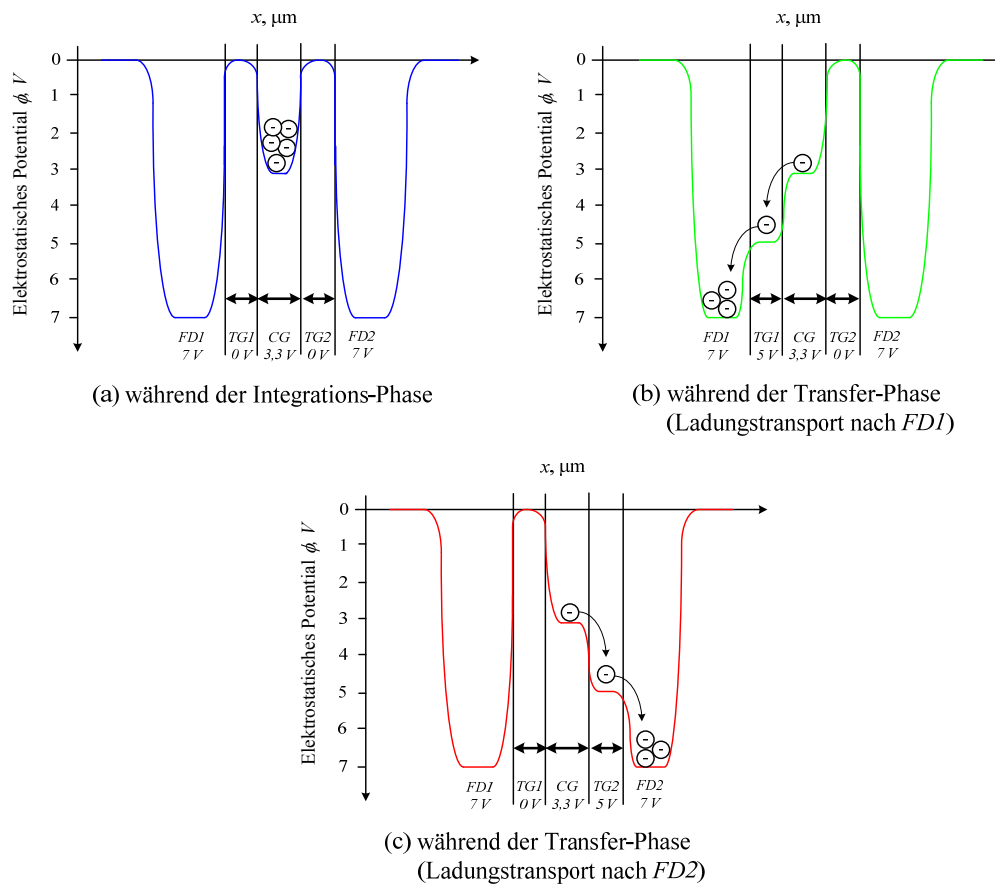 x, µm
Elektrostatisches Potential ϕ, V
0
1
2
3
4
5
6
7
- - - - -
FD1 TG1 CG TG2 FD2
7 V 0 V 3,3 V 0 V 7 V
(a) während der Integrations-Phase
x, µm
Elektrostatisches Potential ϕ, V
0
1
2
3
4
5
6
7
- - - - -
FD1 TG1 CG TG2 FD2
7 V 5 V 3,3 V 0 V 7 V
(b) während der Transfer-Phase
(Ladungstransport nach FD1)
x, µm
Elektrostatisches Potential ϕ, V
0
1
2
3
4
5
6
7
- - - - -
FD1 TG1 CG TG2 FD2
7 V 0 V 3,3 V 5 V 7 V
(c) während der Transfer-Phase
(Ladungstransport nach FD2)